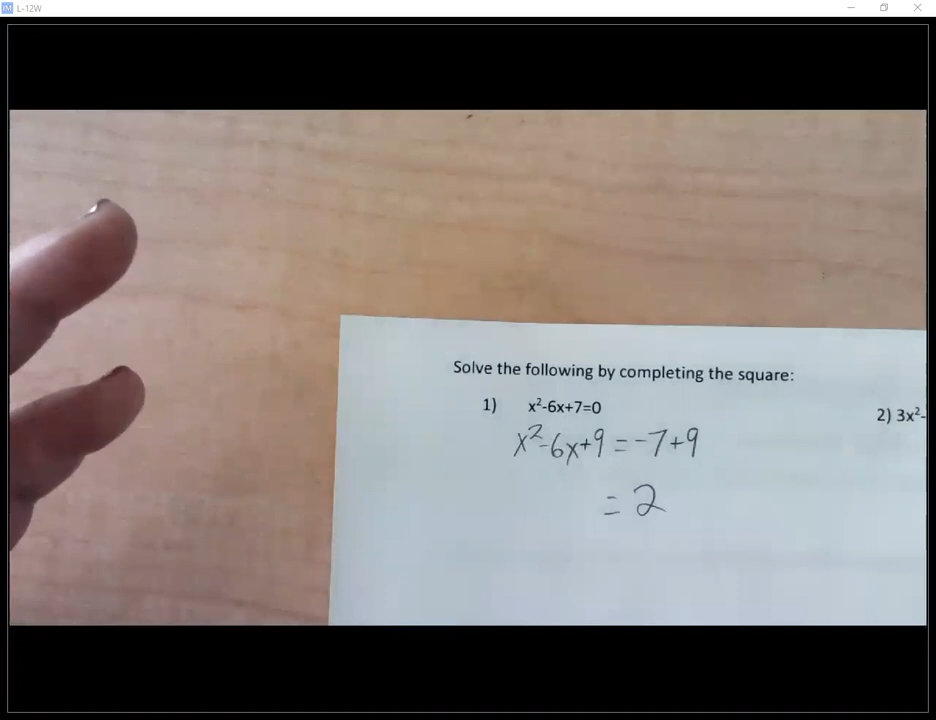 L-12W
Solve the following by completing the square:
1) x²-6x+7=0
2) 3x²-
x²-6x+9=-7+9
=2